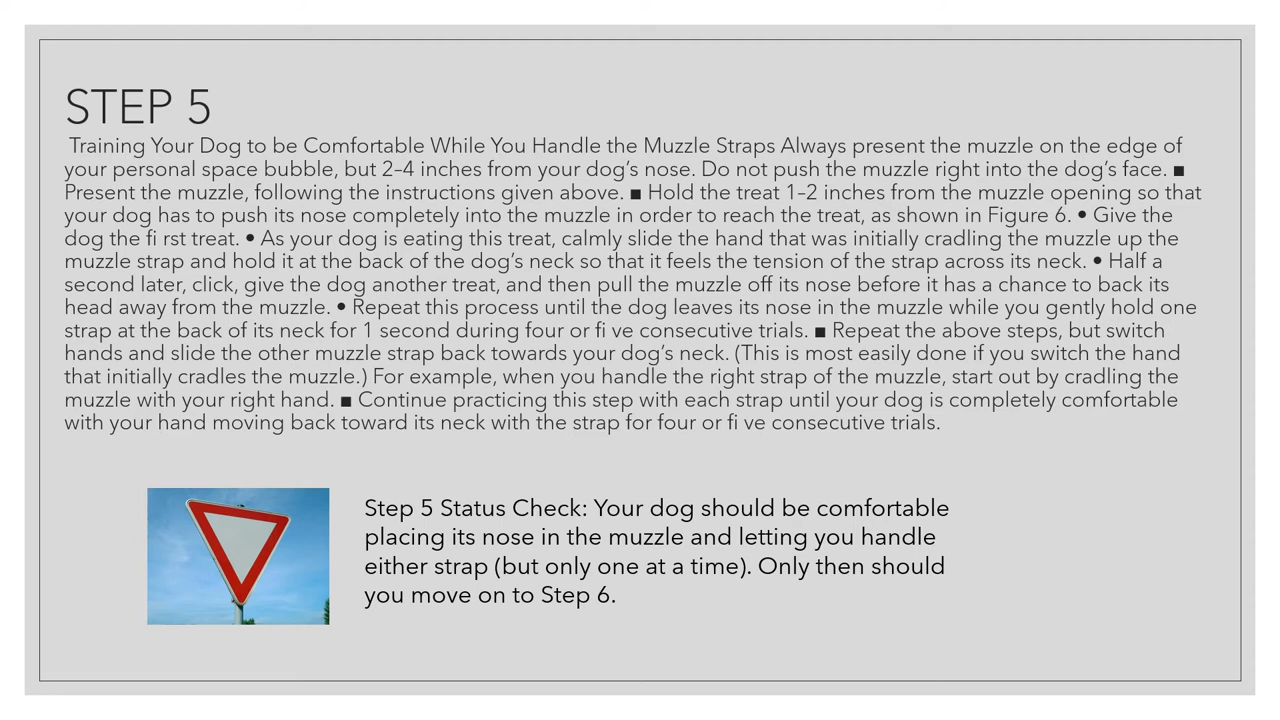 STEP 5
Training Your Dog to be Comfortable While You Handle the Muzzle Straps Always present the muzzle on the edge of
your personal space bubble, but 2–4 inches from your dog’s nose. Do not push the muzzle right into the dog’s face. ■
Present the muzzle, following the instructions given above. ■ Hold the treat 1–2 inches from the muzzle opening so that
your dog has to push its nose completely into the muzzle in order to reach the treat, as shown in Figure 6. • Give the
dog the fi rst treat. • As your dog is eating this treat, calmly slide the hand that was initially cradling the muzzle up the
muzzle strap and hold it at the back of the dog’s neck so that it feels the tension of the strap across its neck. • Half a
second later, click, give the dog another treat, and then pull the muzzle off its nose before it has a chance to back its
head away from the muzzle. • Repeat this process until the dog leaves its nose in the muzzle while you gently hold one
strap at the back of its neck for 1 second during four or fi ve consecutive trials. ■ Repeat the above steps, but switch
hands and slide the other muzzle strap back towards your dog’s neck. (This is most easily done if you switch the hand
that initially cradles the muzzle.) For example, when you handle the right strap of the muzzle, start out by cradling the
muzzle with your right hand. ■ Continue practicing this step with each strap until your dog is completely comfortable
with your hand moving back toward its neck with the strap for four or fi ve consecutive trials.
Step 5 Status Check: Your dog should be comfortable
placing its nose in the muzzle and letting you handle
either strap (but only one at a time). Only then should
you move on to Step 6.